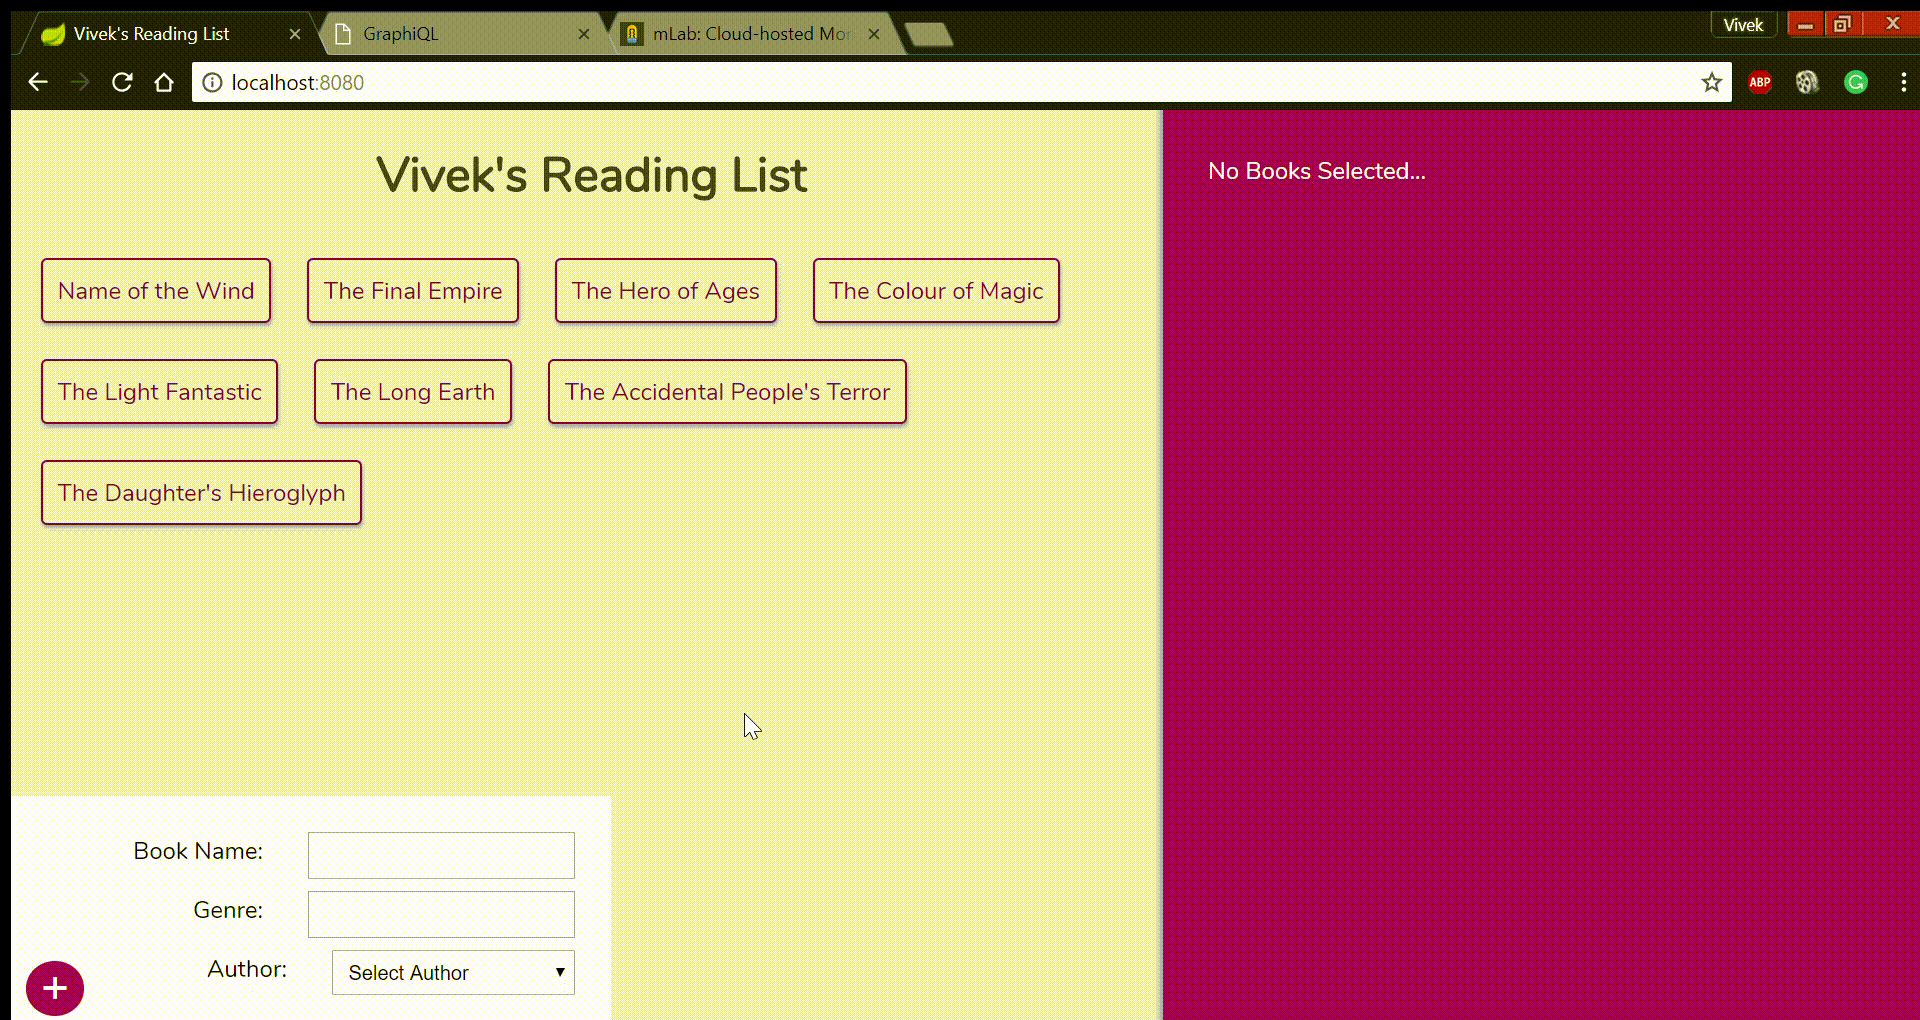 Vivek's Reading List
GraphiQL
mLab: Cloud-hosted Mon
Vivek
localhost:8080
ABP
Vivek's Reading List
No Books Selected...
Name of the Wind
The Final Empire
The Hero of Ages
The Colour of Magic
The Light Fantastic
The Long Earth
The Accidental People's Terror
The Daughter's Hieroglyph
Book Name:
Genre:
Author:
Select Author
+